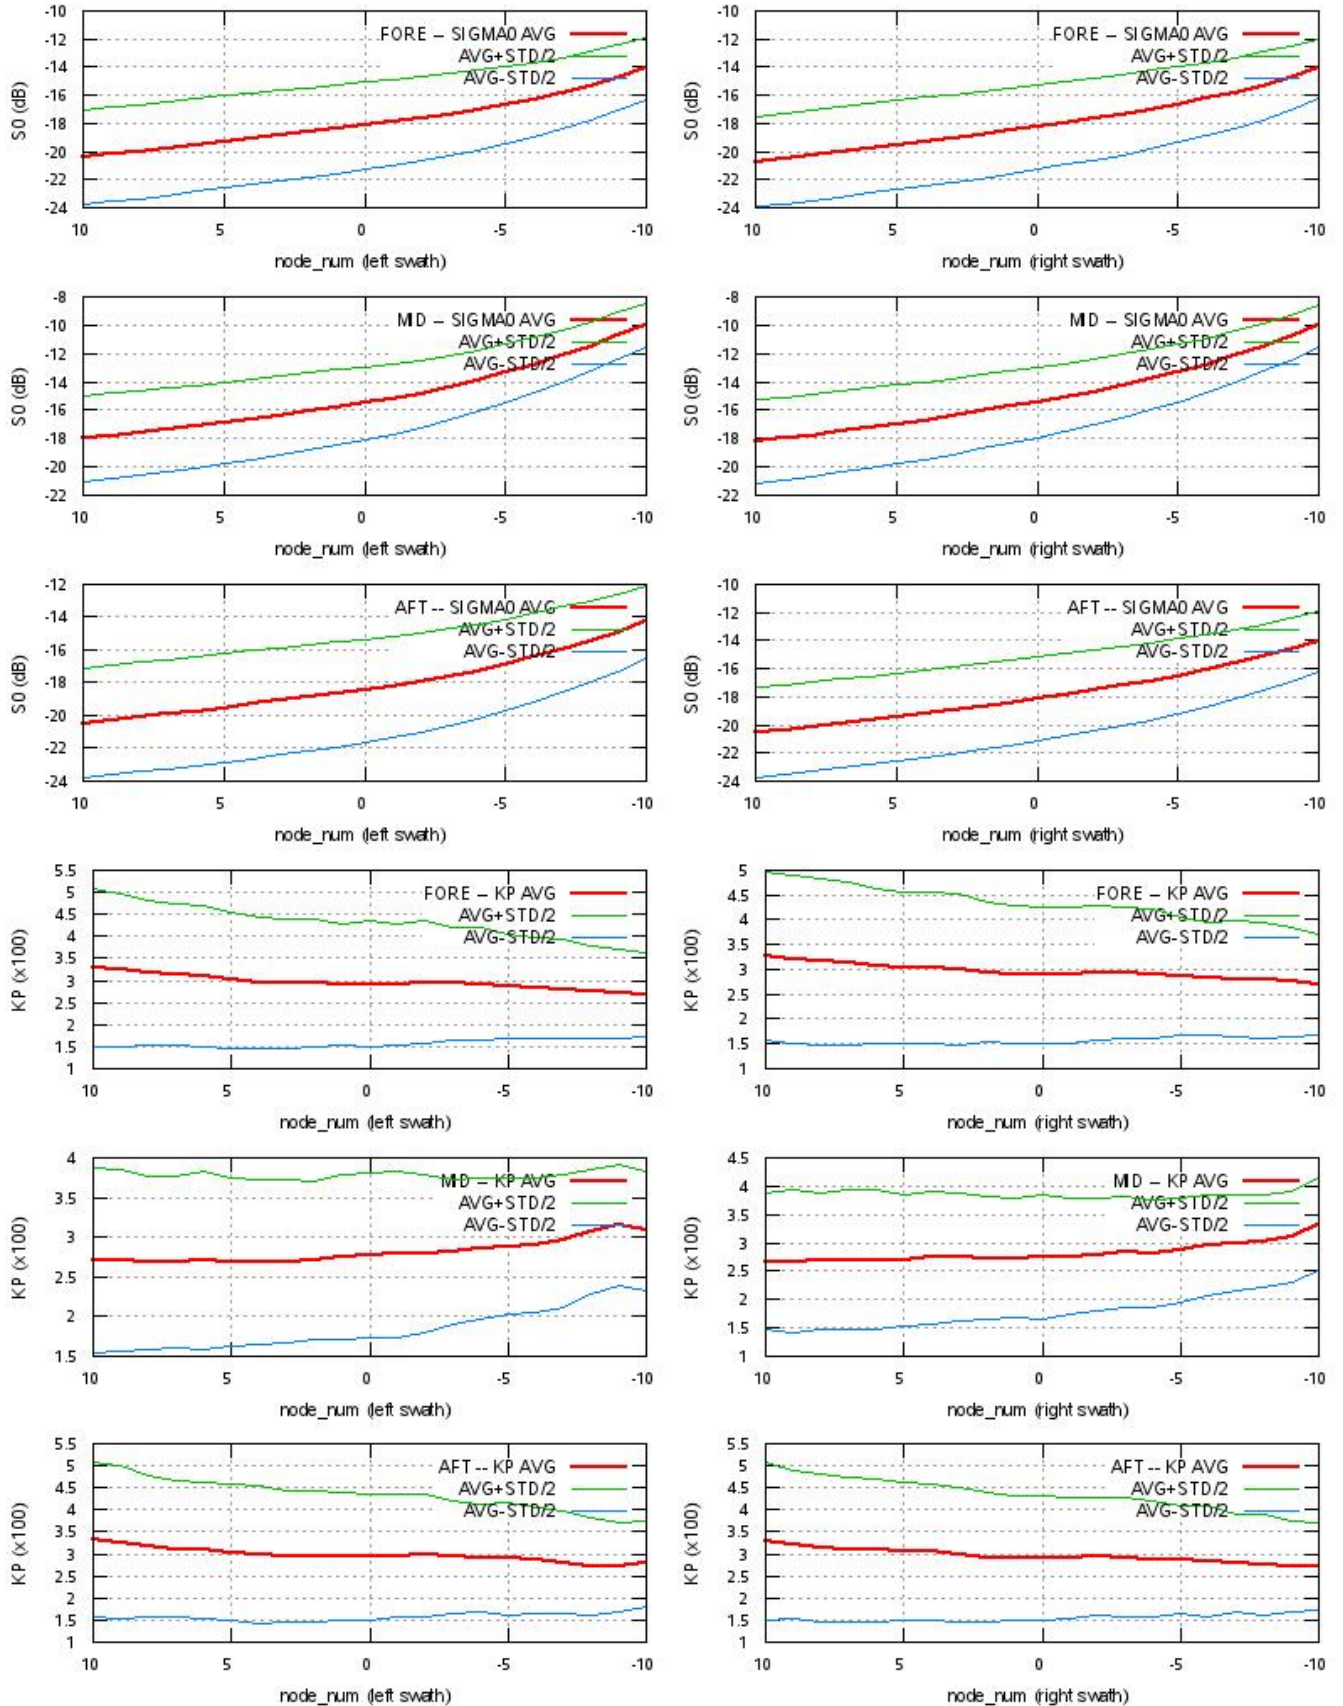 -10
FORE -- SIGMA0 AVG
-12
AVG+STD/2
-14
AVG-STD/2
-16
-18
-20
-22
-24
S0 (dB)
10 5 0 -5 -10
node_num (left swath)
-10
FORE -- SIGMA0 AVG
-12
AVG+STD/2
-14
AVG-STD/2
-16
-18
-20
-22
-24
S0 (dB)
10 5 0 -5 -10
node_num (right swath)
-8
MID -- SIGMA0 AVG
-10
AVG+STD/2
-12
AVG-STD/2
-14
-16
-18
-20
-22
S0 (dB)
10 5 0 -5 -10
node_num (left swath)
-8
MID -- SIGMA0 AVG
-10
AVG+STD/2
-12
AVG-STD/2
-14
-16
-18
-20
-22
S0 (dB)
10 5 0 -5 -10
node_num (right swath)
-12
AFT -- SIGMA0 AVG
-14
AVG+STD/2
-16
AVG-STD/2
-18
-20
-22
-24
S0 (dB)
10 5 0 -5 -10
node_num (left swath)
-10
AFT -- SIGMA0 AVG
-12
AVG+STD/2
-14
AVG-STD/2
-16
-18
-20
-22
-24
S0 (dB)
10 5 0 -5 -10
node_num (right swath)
5.5
FORE -- KP AVG
5
AVG+STD/2
4.5
AVG-STD/2
4
3.5
3
2.5
2
1.5
1
KP (x100)
10 5 0 -5 -10
node_num (left swath)
5
FORE -- KP AVG
4.5
AVG+STD/2
4
AVG-STD/2
3.5
3
2.5
2
1.5
1
KP (x100)
10 5 0 -5 -10
node_num (right swath)
4
MID -- KP AVG
3.5
AVG+STD/2
3
AVG-STD/2
2.5
2
1.5
KP (x100)
10 5 0 -5 -10
node_num (left swath)
4.5
MID -- KP AVG
4
AVG+STD/2
3.5
AVG-STD/2
3
2.5
2
1.5
1
KP (x100)
10 5 0 -5 -10
node_num (right swath)
5.5
AFT -- KP AVG
5
AVG+STD/2
4.5
AVG-STD/2
4
3.5
3
2.5
2
1.5
1
KP (x100)
10 5 0 -5 -10
node_num (left swath)
5.5
AFT -- KP AVG
5
AVG+STD/2
4.5
AVG-STD/2
4
3.5
3
2.5
2
1.5
1
KP (x100)
10 5 0 -5 -10
node_num (right swath)